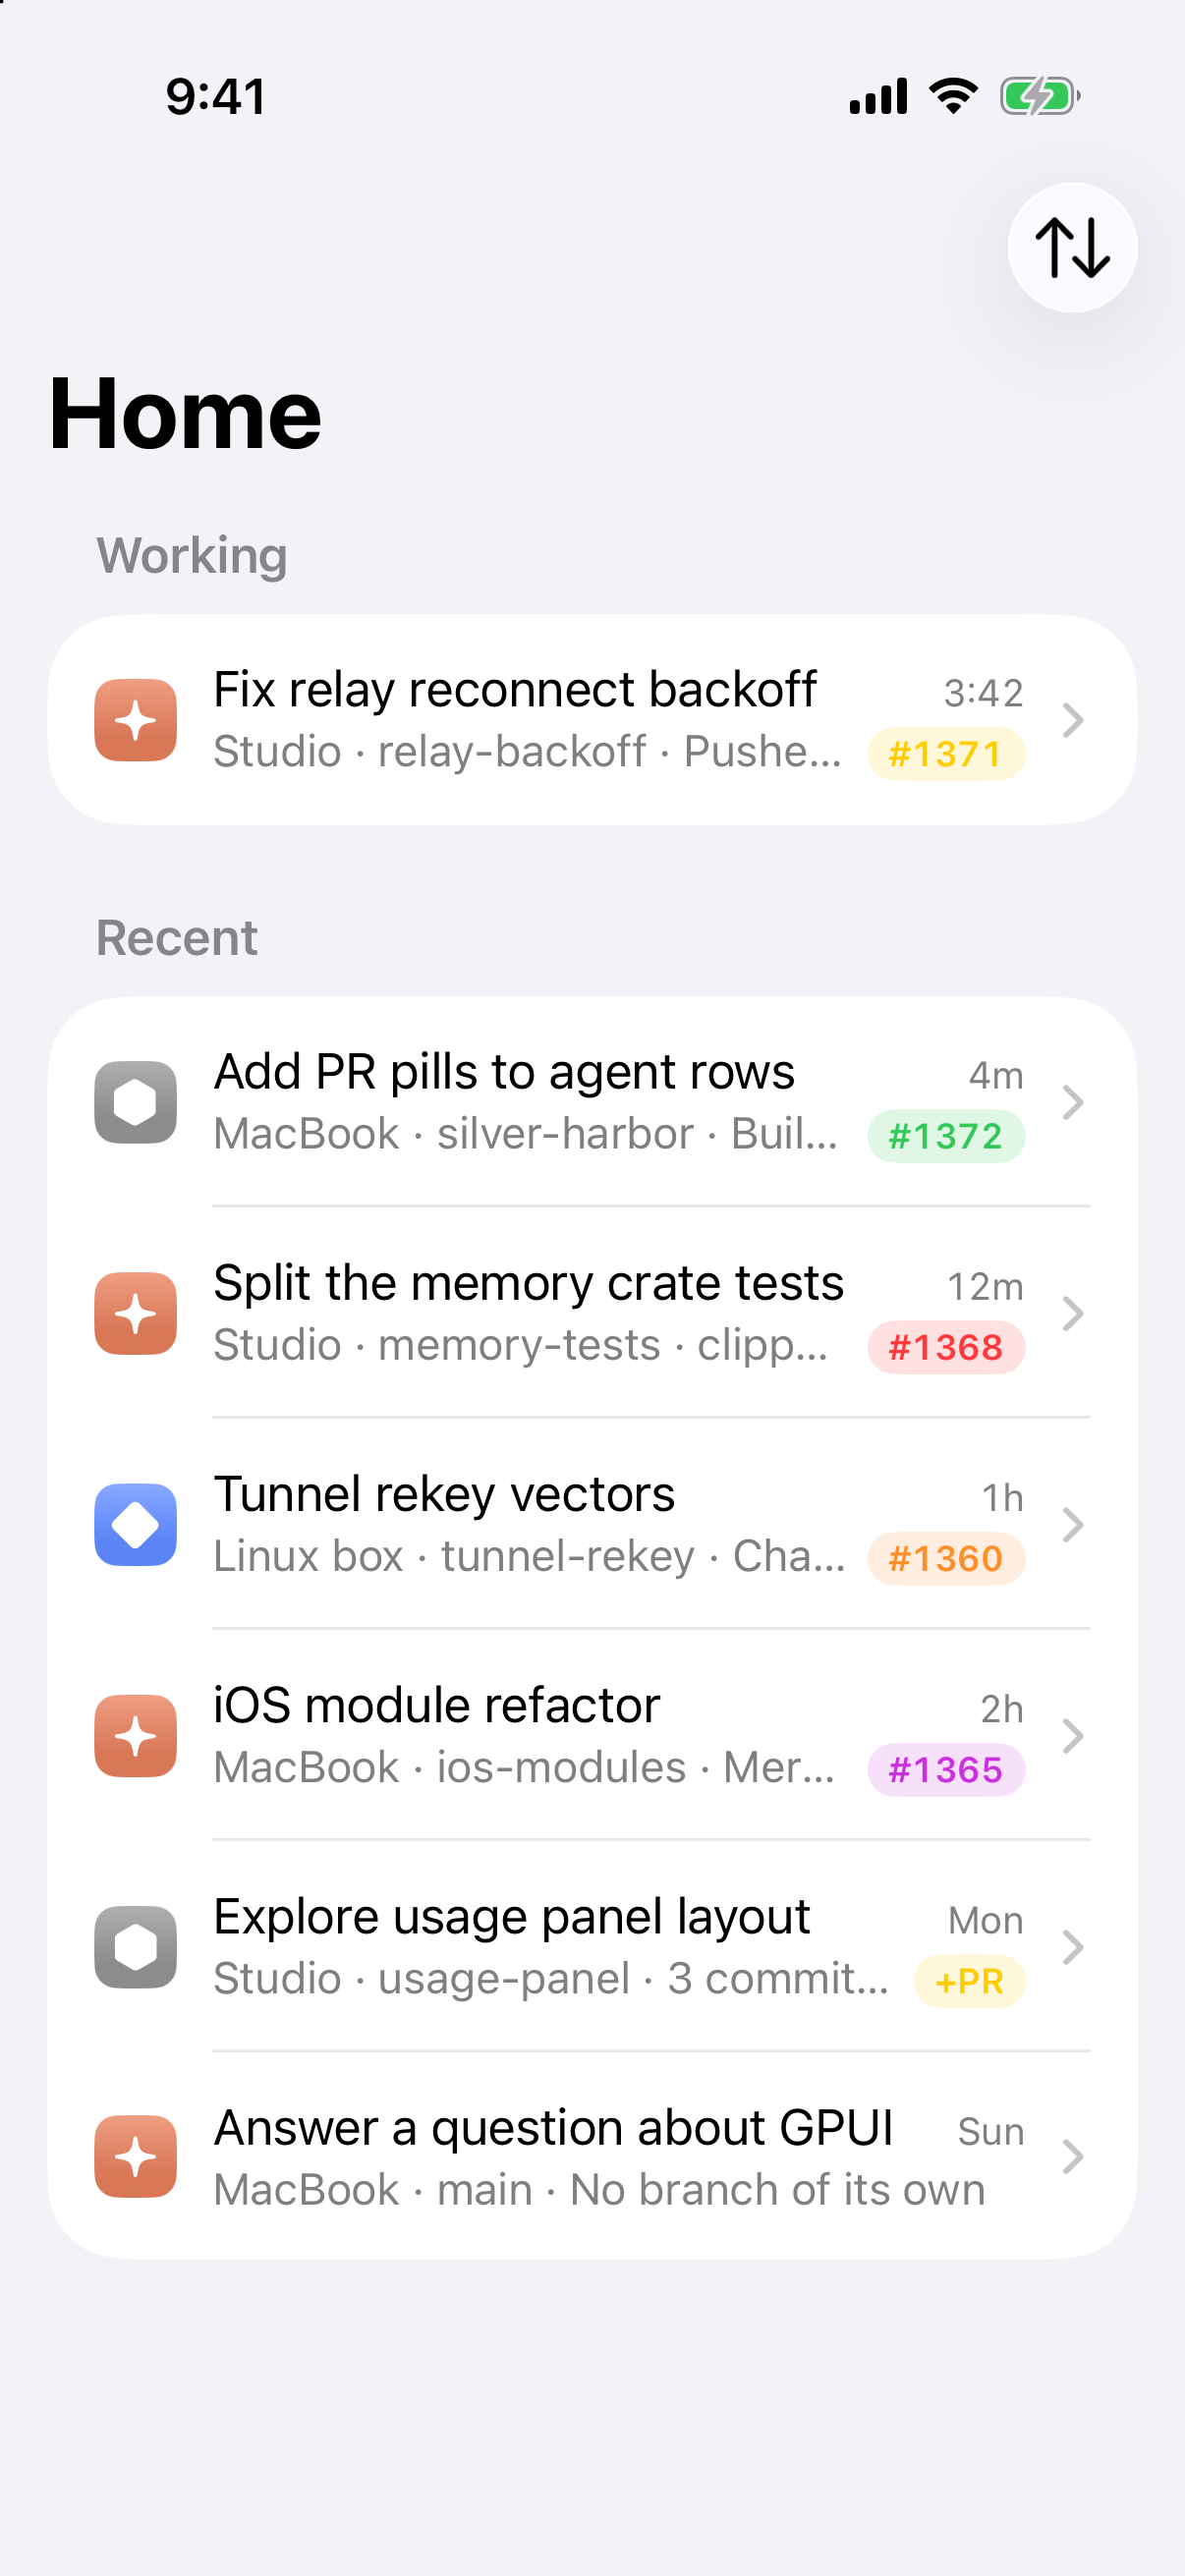 9:41
Home
Working
Fix relay reconnect backoff 3:42
Studio · relay-backoff · Pushe... #1371
Recent
Add PR pills to agent rows 4m
MacBook · silver-harbor · Buil... #1372
Split the memory crate tests 12m
Studio · memory-tests · clipp... #1368
Tunnel rekey vectors 1h
Linux box · tunnel-rekey · Cha... #1360
iOS module refactor 2h
MacBook · ios-modules · Mer... #1365
Explore usage panel layout Mon
Studio · usage-panel · 3 commit... +PR
Answer a question about GPUI Sun
MacBook · main · No branch of its own